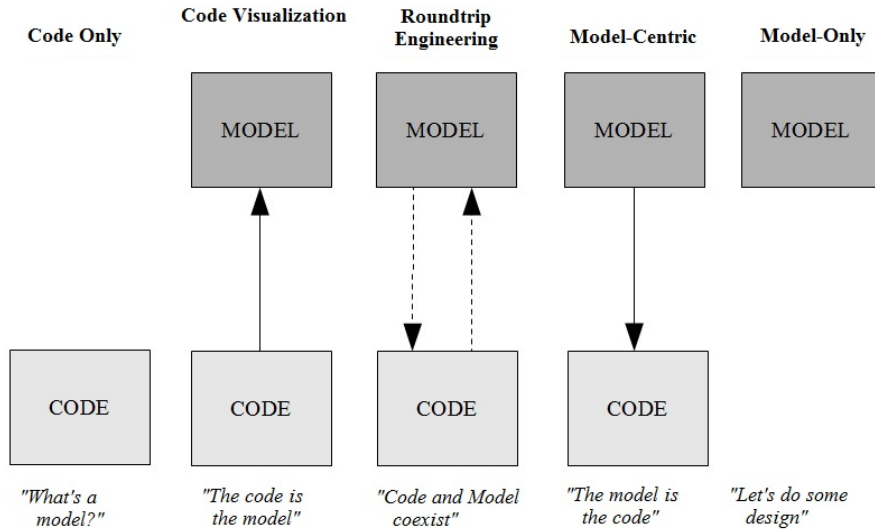 Code Only
Code Visualization
Roundtrip
Engineering
Model-Centric
Model-Only
MODEL
MODEL
MODEL
MODEL
CODE
CODE
CODE
CODE
"What's a
model?"
"The code is
the model"
"Code and Model
coexist"
"The model is
the code"
"Let's do some
design"